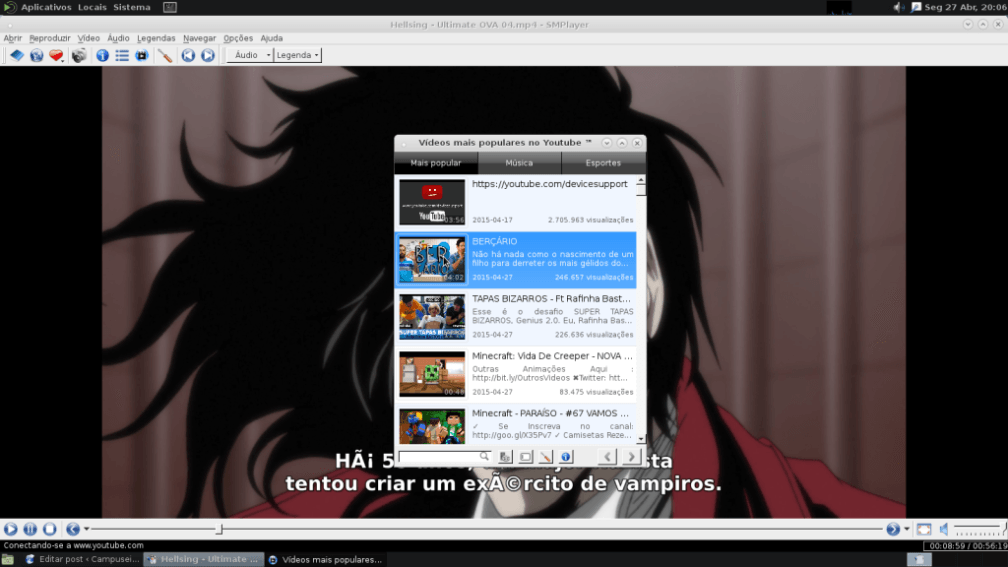 Aplicativos Locais Sistema
Seg 27 Abr, 20:06
Hellsing - Ultimate OVA-04.mp4 - SMPlayer
Abrir Reproduzir Vídeo Áudio Legendas Navegar Opções Ajuda
Áudio Legenda
Vídeos mais populares no Youtube ™
Mais popular Música Esportes
https://youtube.com/devicesupport
YouTube
03:56
2015-04-17 2.705.963 visualizações
BERÇÁRIO
Não há nada como o nascimento de um
filho para derreter os mais gélidos do...
BERÇÁRIO
04:02
2015-04-27 246.657 visualizações
TAPAS BIZARROS - Ft Rafinha Bast...
Esse é o desafio SUPER TAPAS
BIZARROS, Genius 2.0. Eu, Rafinha Bas...
SUPER TAPAS BIZARROS
2015-04-27 226.636 visualizações
Minecraft: Vida De Creeper - NOVA ...
Outras Animações Aqui :
http://bit.ly/OutrosVideos ✖Twitter: htt...
00:48
2015-04-27 83.475 visualizações
Minecraft - PARAÍSO - #67 VAMOS ...
✓ Se Inscreva no canal:
http://goo.gl/X35Pv7 ✓ Camisetas Reze...
HÃ¡ 5 sta
tentou criar um exÃ©rcito de vampiros.
Conectando-se a www.youtube.com
00:08:59 / 00:56:19
Editar post ‹ Campusei... Hellsing - Ultimate ... Vídeos mais populares...